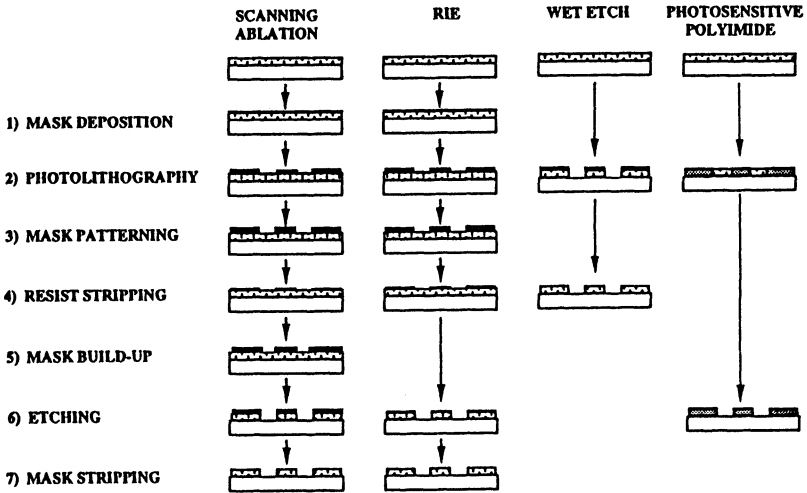 SCANNING
ABLATION
RIE
WET ETCH
PHOTOSENSITIVE
POLYIMIDE
1) MASK DEPOSITION
2) PHOTOLITHOGRAPHY
3) MASK PATTERNING
4) RESIST STRIPPING
5) MASK BUILD-UP
6) ETCHING
7) MASK STRIPPING